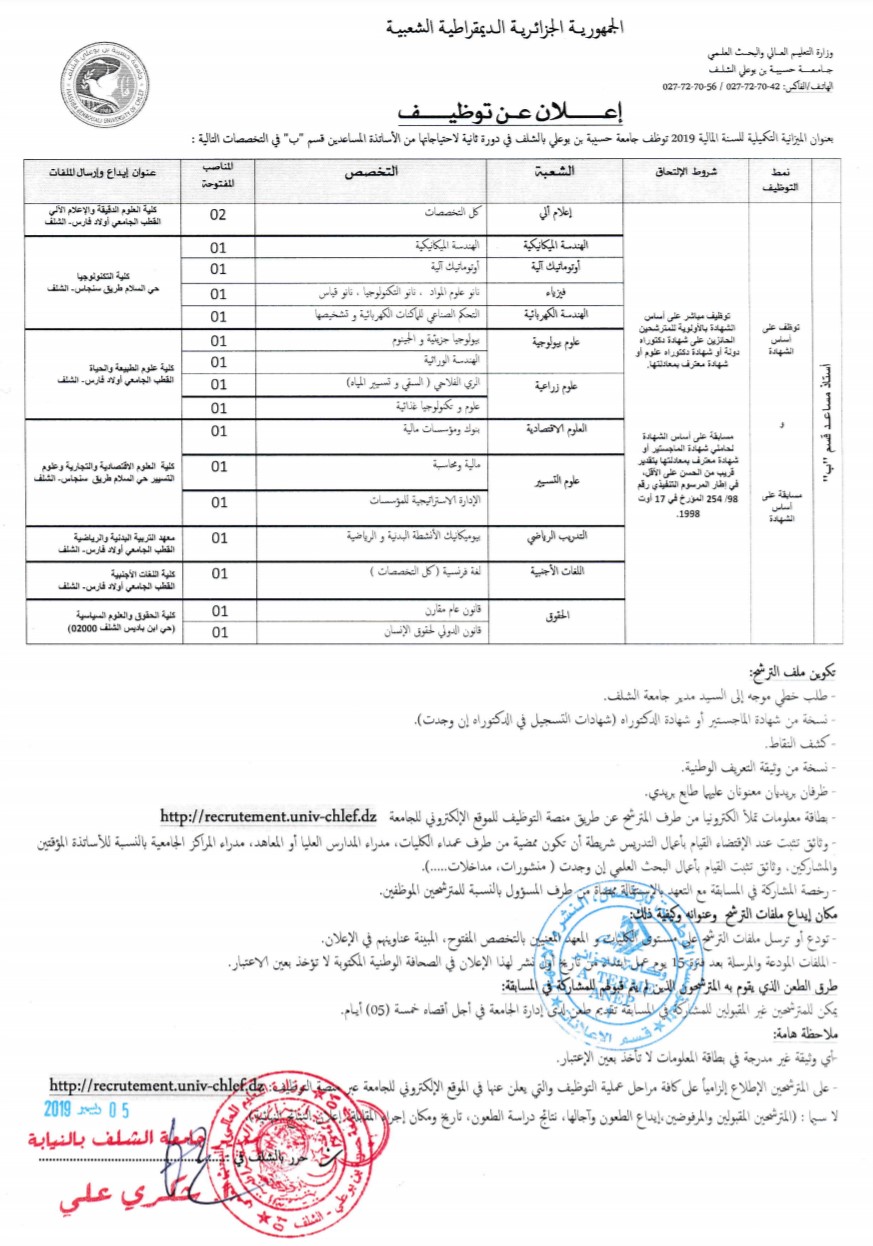 الجمهورية الجزائرية الديمقراطية الشعبية
وزارة التعليم العالي والبحث العلمي
جامعة حسيبة بن بوعلي الشلف
الهاتف/الفاكس: 42-70-72-027 / 56-70-72-027
إعلان عن توظيف
بعنوان الميزانية التكميلية للسنة المالية 2019 توظف جامعة حسيبة بن بوعلي بالشلف في دورة ثانية لاحتياجاتها من الأساتذة المساعدين قسم "ب" في التخصصات التالية :
نمط التوظيف شروط الإلتحاق الشعبة التخصص المناصب المفتوحة عنوان إيداع وإرسال الملفات
أستاذ مساعد قسم "ب"
توظف على
أساس
الشهادة
و
مسابقة على
أساس
الشهادة
توظيف مباشر على أساس
الشهادة بالأولوية للمترشحين
الحائزين على شهادة دكتوراه
دولة أو شهادة دكتوراه علوم أو
شهادة معترف بمعادلتها.
مسابقة على أساس الشهادة
لحاملي شهادة الماجستير أو
شهادة معترف بمعادلتها بتقدير
قريب من الحسن على الأقل،
في إطار المرسوم التنفيذي رقم
98/ 254 المؤرخ في 17 أوت
1998.
إعلام آلي كل التخصصات 02
كلية العلوم الدقيقة والإعلام الآلي
القطب الجامعي أولاد فارس- الشلف
الهندسة الميكانيكية الهندسة الميكانيكية 01
أوتوماتيك آلية أوتوماتيك آلية 01
فيزياء نانو علوم المواد ، نانو التكنولوجيا ، نانو قياس 01
الهندسة الكهربائية التحكم الصناعي للمأكنات الكهربائية و تشخيصها 01
كلية التكنولوجيا
حي السلام طريق سنجاس- الشلف
علوم بيولوجية بيولوجيا جزيئية و الجينوم 01
الهندسة الوراثية 01
علوم زراعية الري الفلاحي ( السقي و تسيير المياه) 01
علوم و تكنولوجيا غذائية 01
كلية علوم الطبيعة والحياة
القطب الجامعي أولاد فارس- الشلف
العلوم الاقتصادية بنوك ومؤسسات مالية 01
علوم التسيير مالية ومحاسبة 01
الإدارة الاستراتيجية للمؤسسات 01
كلية العلوم الاقتصادية والتجارية وعلوم
التسيير حي السلام طريق سنجاس- الشلف
التدريب الرياضي بيوميكانيك الأنشطة البدنية و الرياضية 01
معهد التربية البدنية والرياضية
القطب الجامعي أولاد فارس- الشلف
اللغات الأجنبية لغة فرنسية (كل التخصصات ) 01
كلية اللغات الأجنبية
القطب الجامعي أولاد فارس- الشلف
الحقوق قانون عام مقارن 01
قانون الدولي لحقوق الإنسان 01
كلية الحقوق والعلوم السياسية
(حي ابن باديس الشلف 02000)
تكوين ملف الترشح:
- طلب خطي موجه إلى السيد مدير جامعة الشلف.
- نسخة من شهادة الماجستير أو شهادة الدكتوراه (شهادات التسجيل في الدكتوراه إن وجدت).
- كشف النقاط.
- نسخة من وثيقة التعريف الوطنية.
- ظرفان بريديان معنونان عليهما طابع بريدي.
- بطاقة معلومات تملأ الكترونيا من طرف المترشح عن طريق منصة التوظيف للموقع الإلكتروني للجامعة http://recrutement.univ-chlef.dz
- وثائق تثبت عند الإقتضاء القيام بأعمال التدريس شريطة أن تكون ممضية من طرف عمداء الكليات، مدراء المدارس العليا أو المعاهد، مدراء المراكز الجامعية بالنسبة للأساتذة المؤقتين
والمشاركين، وثائق تثبت القيام بأعمال البحث العلمي إن وجدت ( منشورات، مداخلات.....).
- رخصة المشاركة في المسابقة مع التعهد بالإستقالة ممضاة من طرف المسؤول بالنسبة للمترشحين الموظفين.
مكان إيداع ملفات الترشح وعنوانه وكيفية ذلك:
- تودع أو ترسل ملفات الترشح على مستوى الكليات و المعهد المعنيين بالتخصص المفتوح، المبينة عناوينهم في الإعلان.
- الملفات المودعة والمرسلة بعد فترة 15 يوم عمل ابتداء من تاريخ أول نشر لهذا الإعلان في الصحافة الوطنية المكتوبة لا تؤخذ بعين الاعتبار.
طرق الطعن الذي يقوم به المترشحون الذين لم يتم قبولهم للمشاركة في المسابقة:
يمكن للمترشحين غير المقبولين للمشاركة في المسابقة تقديم طعن لدى إدارة الجامعة في أجل أقصاه خمسة (05) أيام.
ملاحظة هامة:
-أي وثيقة غير مدرجة في بطاقة المعلومات لا تأخذ بعين الإعتبار.
- على المترشحين الإطلاع إلزامياً على كافة مراحل عملية التوظيف والتي يعلن عنها في الموقع الإلكتروني للجامعة عبر منصة التوظيف: http://recrutement.univ-chlef.dz
لا سيما : (المترشحين المقبولين والمرفوضين،إيداع الطعون وآجالها، نتائج دراسة الطعون، تاريخ ومكان إجراء المقابلة، إعلان النتائج النهائية)
05 ديسمبر 2019
حرر بالشلف في
جامعة الشلف بالنيابة
شكري علي
ANEP